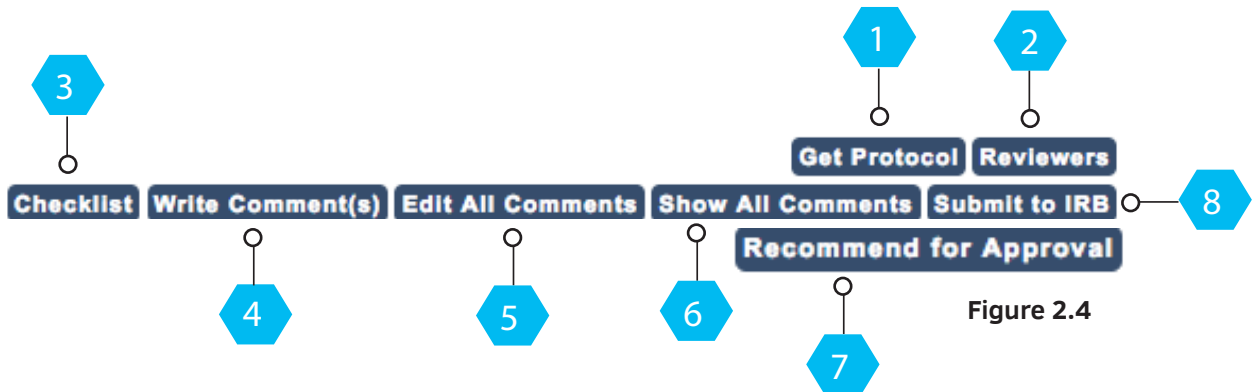 1 2
3
Get Protocol Reviewers
Checklist Write Comment(s) Edit All Comments Show All Comments Submit to IRB 8
Recommend for Approval
4 5 6 Figure 2.4
7